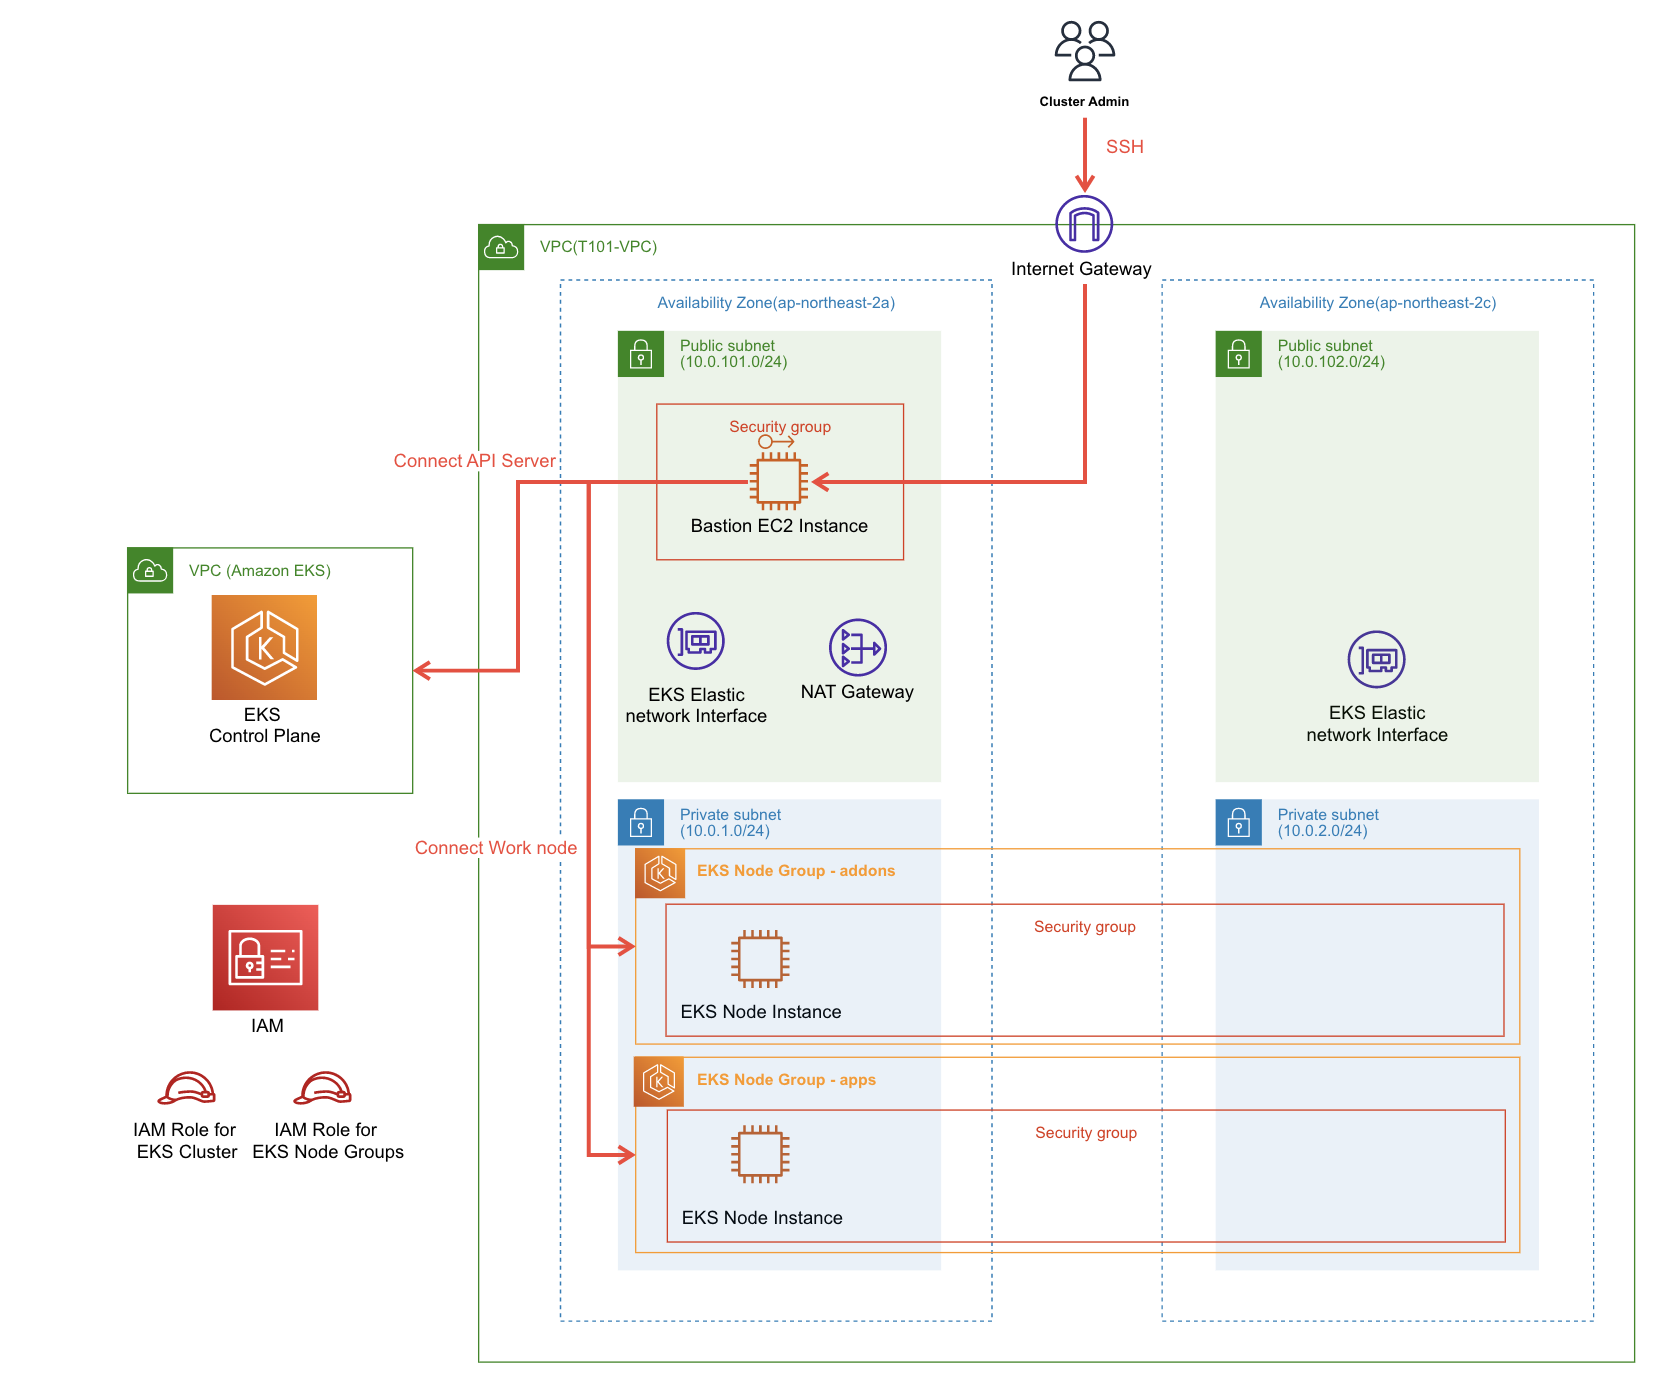 Cluster Admin
SSH
Internet Gateway
VPC(T101-VPC)
Availability Zone(ap-northeast-2a)
Public subnet
(10.0.101.0/24)
Security group
Bastion EC2 Instance
EKS Elastic
network Interface
NAT Gateway
Private subnet
(10.0.1.0/24)
Availability Zone(ap-northeast-2c)
Public subnet
(10.0.102.0/24)
EKS Elastic
network Interface
Private subnet
(10.0.2.0/24)
EKS Node Group - addons
Security group
EKS Node Instance
EKS Node Group - apps
Security group
EKS Node Instance
Connect API Server
Connect Work node
VPC (Amazon EKS)
K
EKS
Control Plane
IAM
IAM Role for
EKS Cluster
IAM Role for
EKS Node Groups